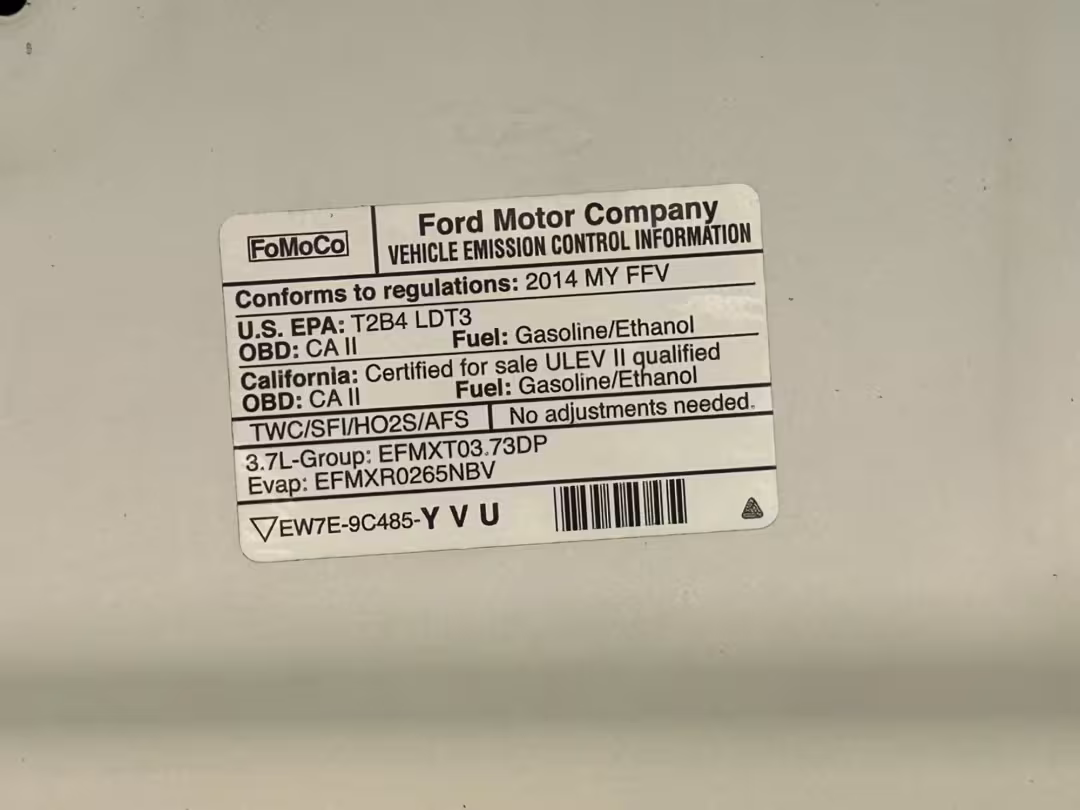 FoMoCo
Ford Motor Company
VEHICLE EMISSION CONTROL INFORMATION
Conforms to regulations: 2014 MY FFV
U.S. EPA: T2B4 LDT3
OBD: CA II Fuel: Gasoline/Ethanol
California: Certified for sale ULEV II qualified
OBD: CA II Fuel: Gasoline/Ethanol
TWC/SFI/HO2S/AFS No adjustments needed.
3.7L-Group: EFMXT03.73DP
Evap: EFMXR0265NBV
EW7E-9C485-Y V U